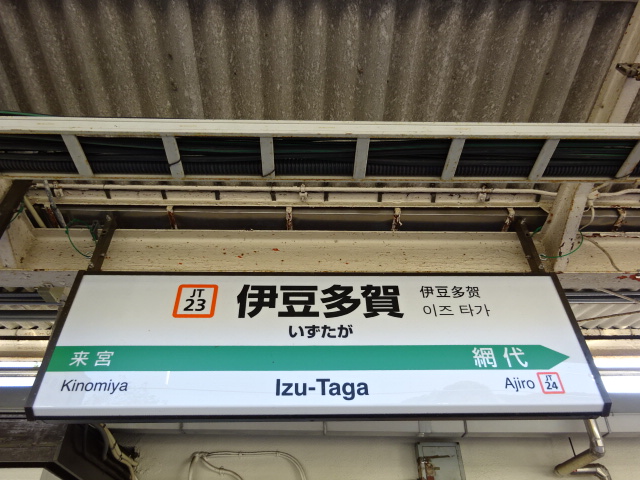 JT
23
伊豆多賀
伊豆多賀
이즈 타가
いずたが
来宮
網代
Kinomiya
Izu-Taga
Ajiro
JT
24